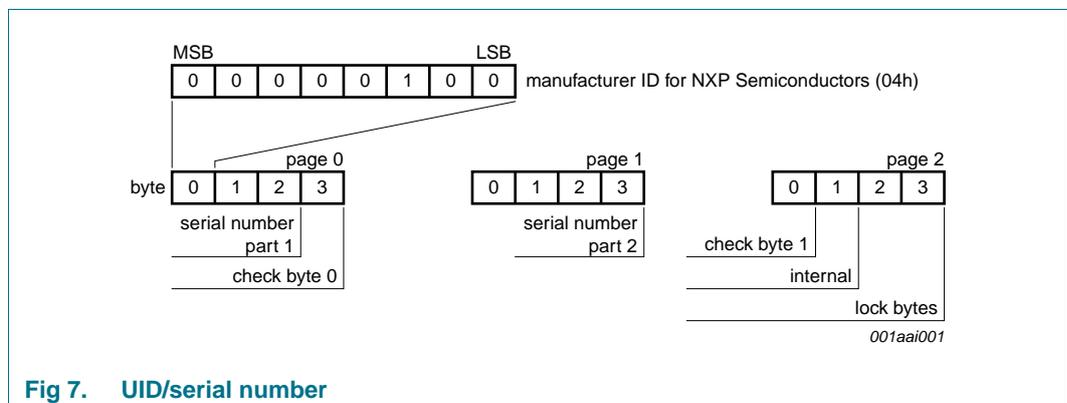 MSB LSB
0 0 0 0 0 1 0 0 manufacturer ID for NXP Semiconductors (04h)
page 0 page 1 page 2
byte 0 1 2 3 0 1 2 3 0 1 2 3
serial number serial number
part 1 part 2 check byte 1
check byte 0 internal
lock bytes
001aai001
Fig 7. UID/serial number